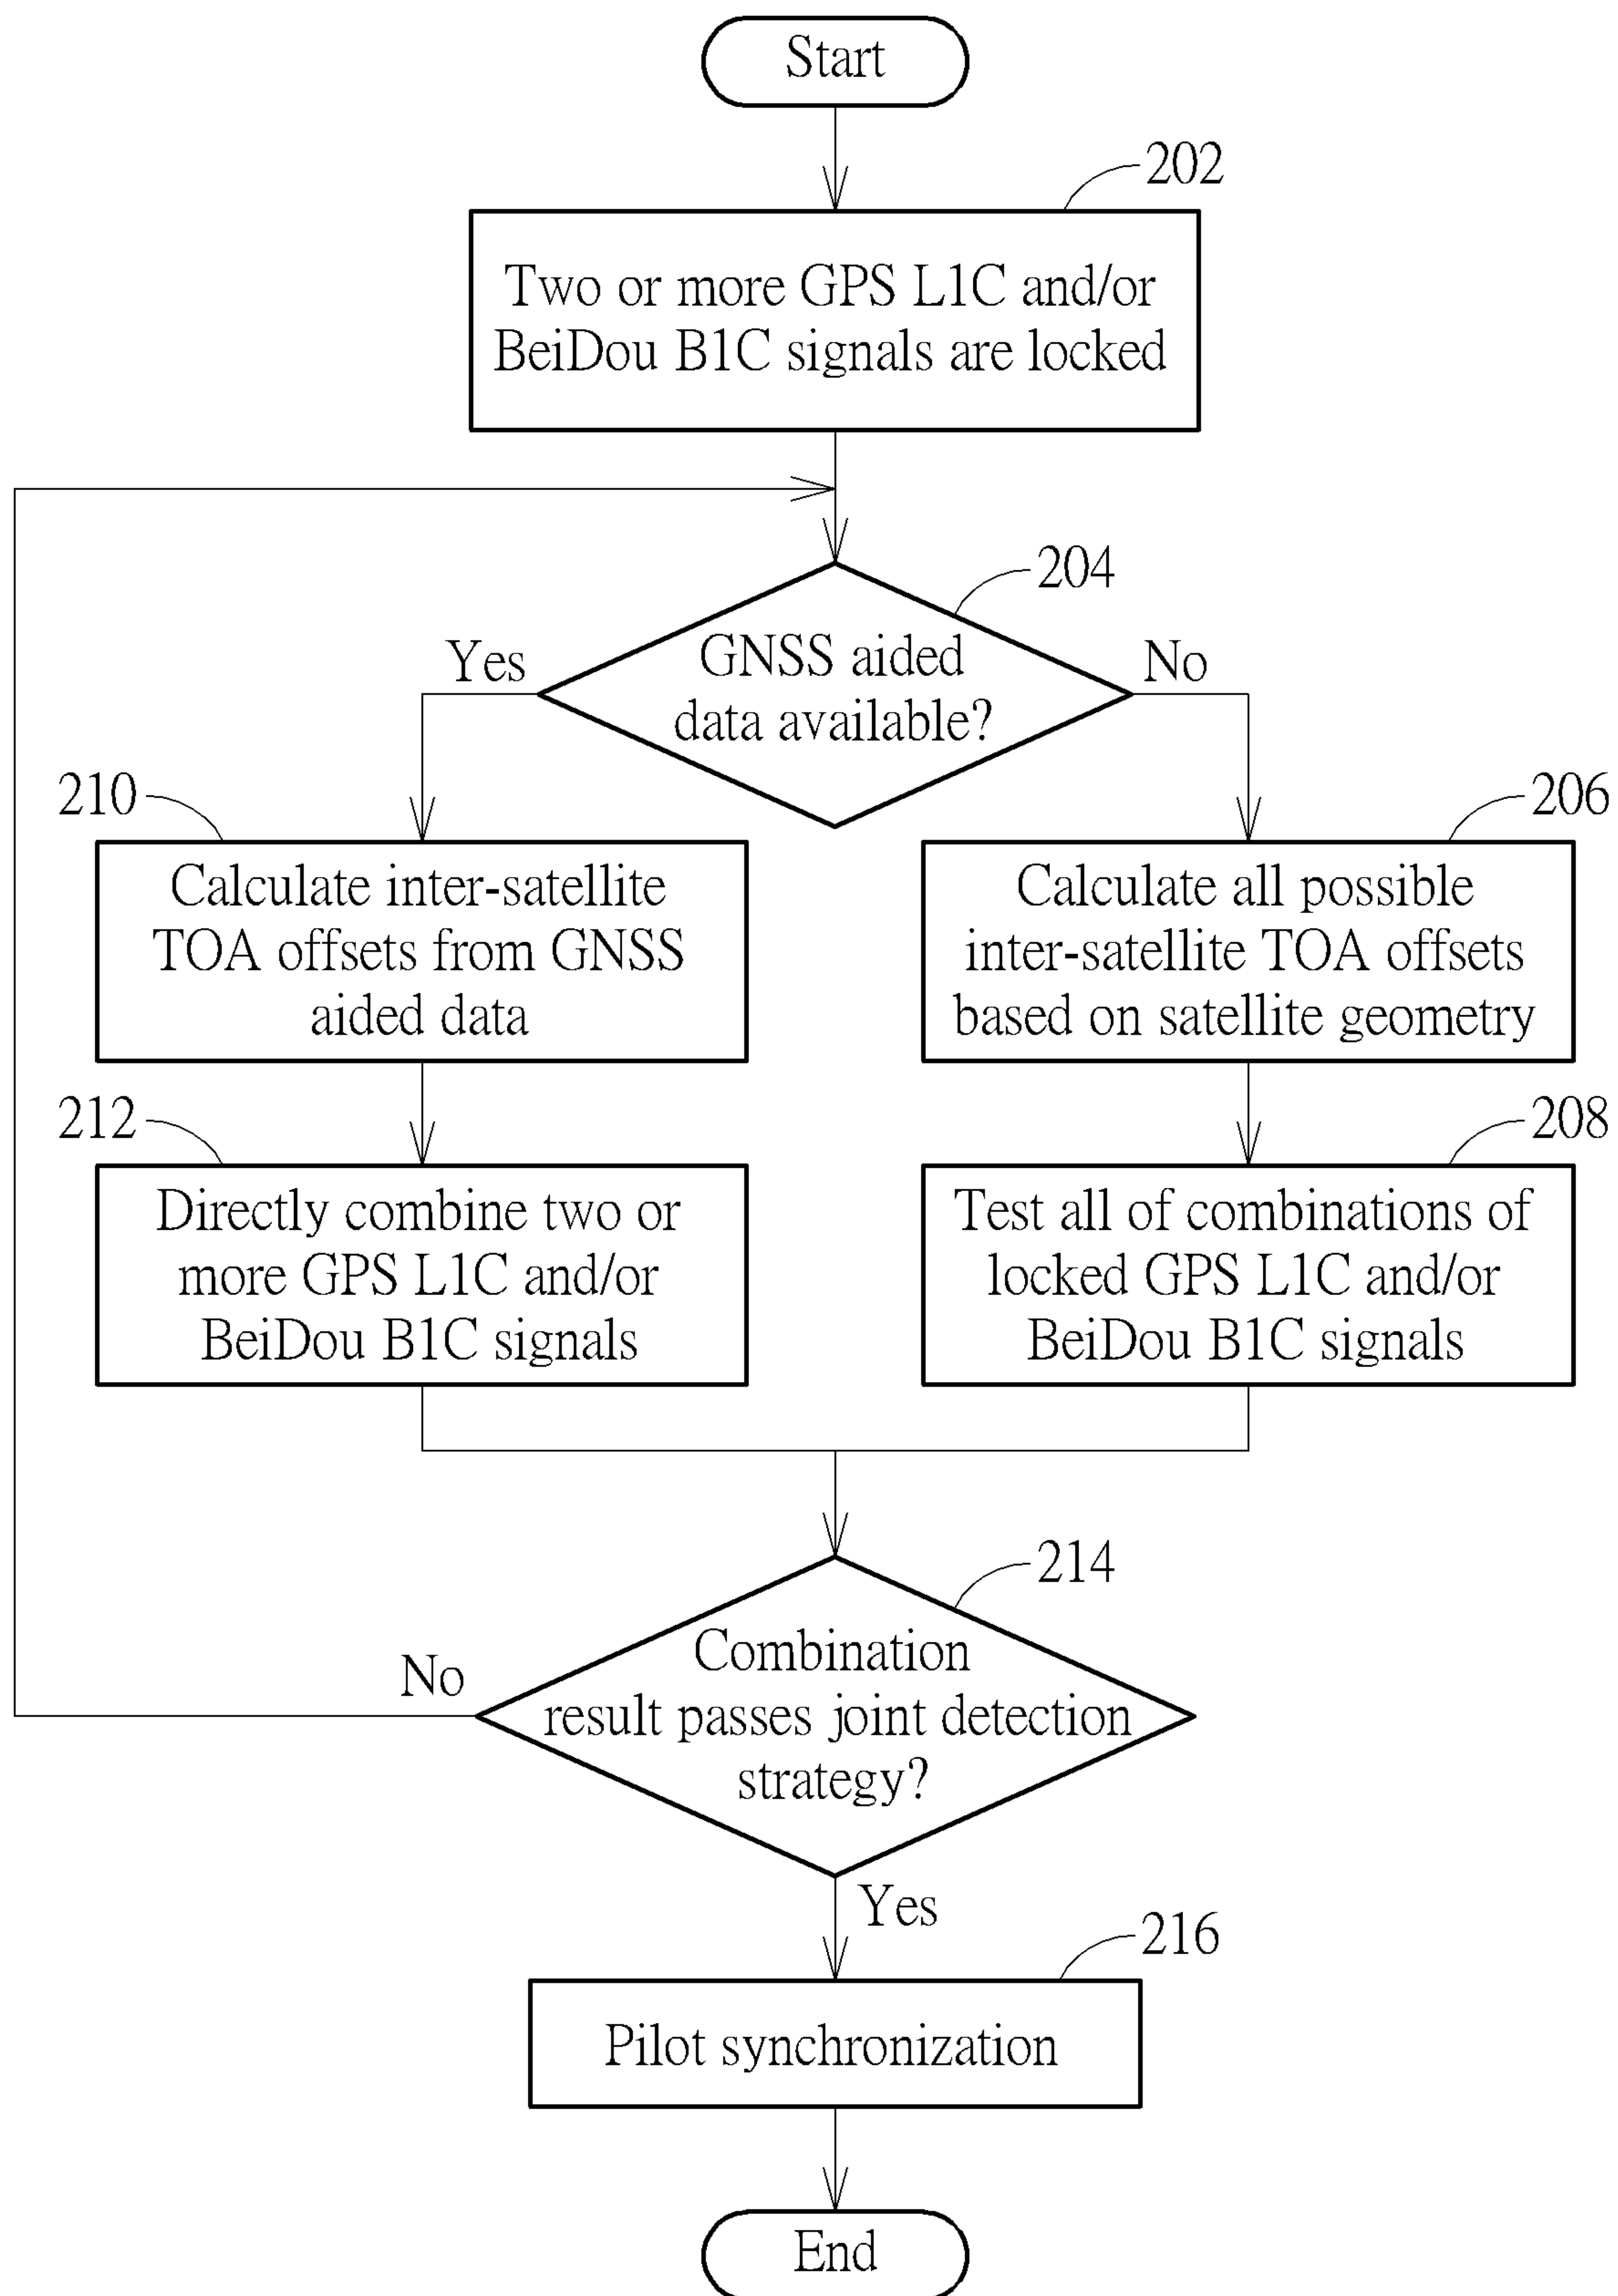 Start
202
Two or more GPS L1C and/or
BeiDou B1C signals are locked
204
GNSS aided
data available?
Yes
No
210
Calculate inter-satellite
TOA offsets from GNSS
aided data
206
Calculate all possible
inter-satellite TOA offsets
based on satellite geometry
212
Directly combine two or
more GPS L1C and/or
BeiDou B1C signals
208
Test all of combinations of
locked GPS L1C and/or
BeiDou B1C signals
214
Combination
result passes joint detection
strategy?
No
Yes
216
Pilot synchronization
End